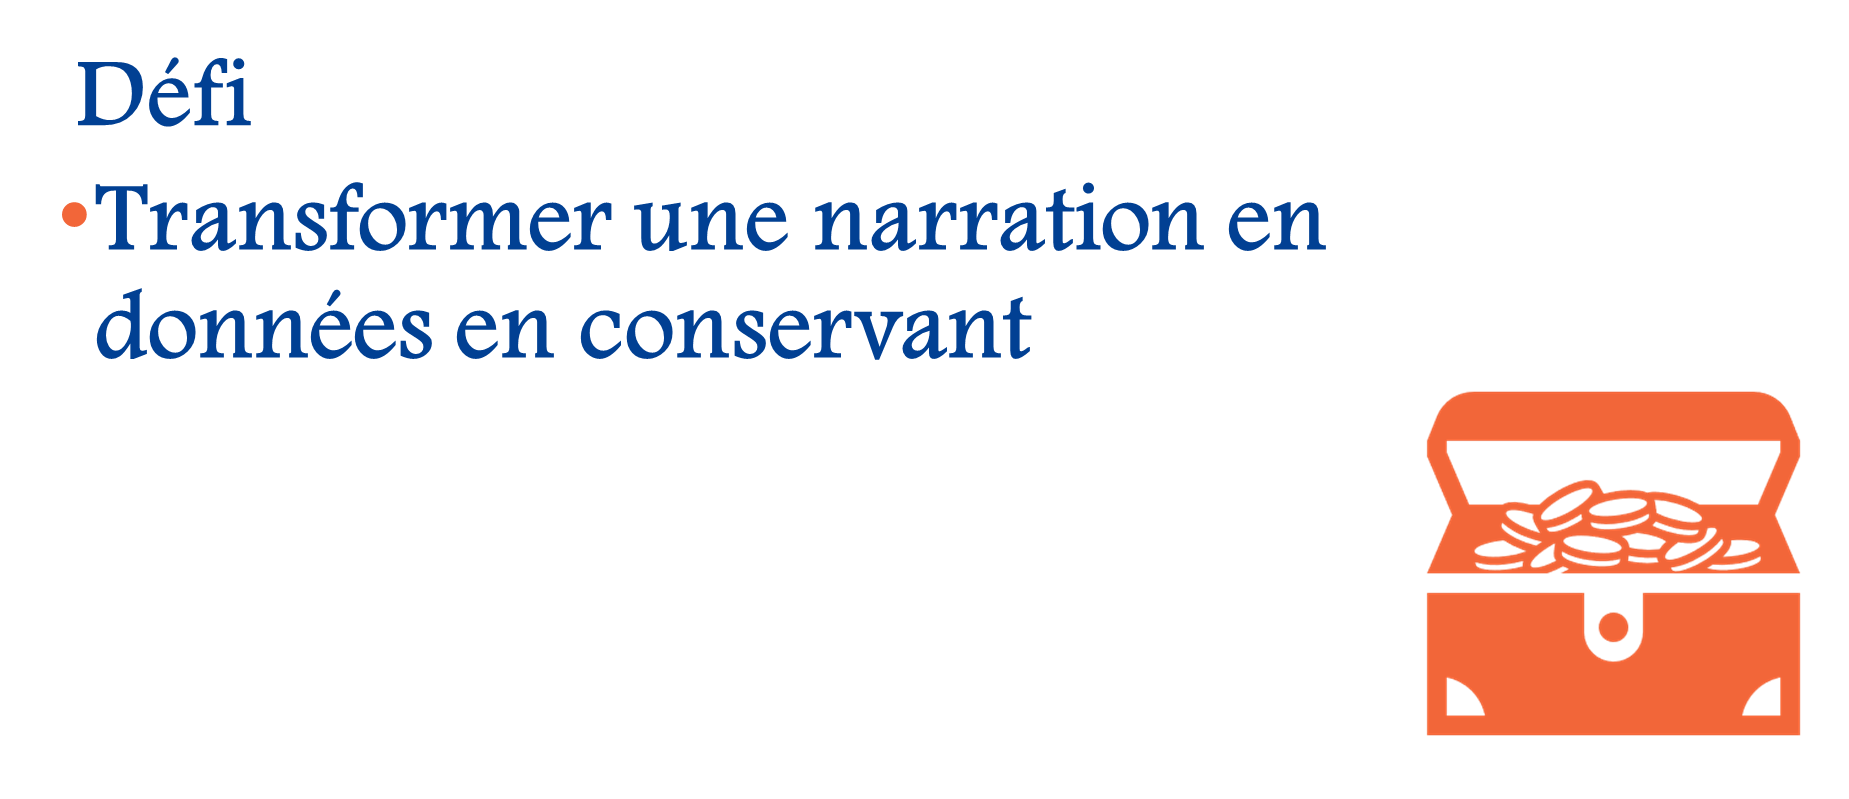 Défi
•Transformer une narration en
données en conservant